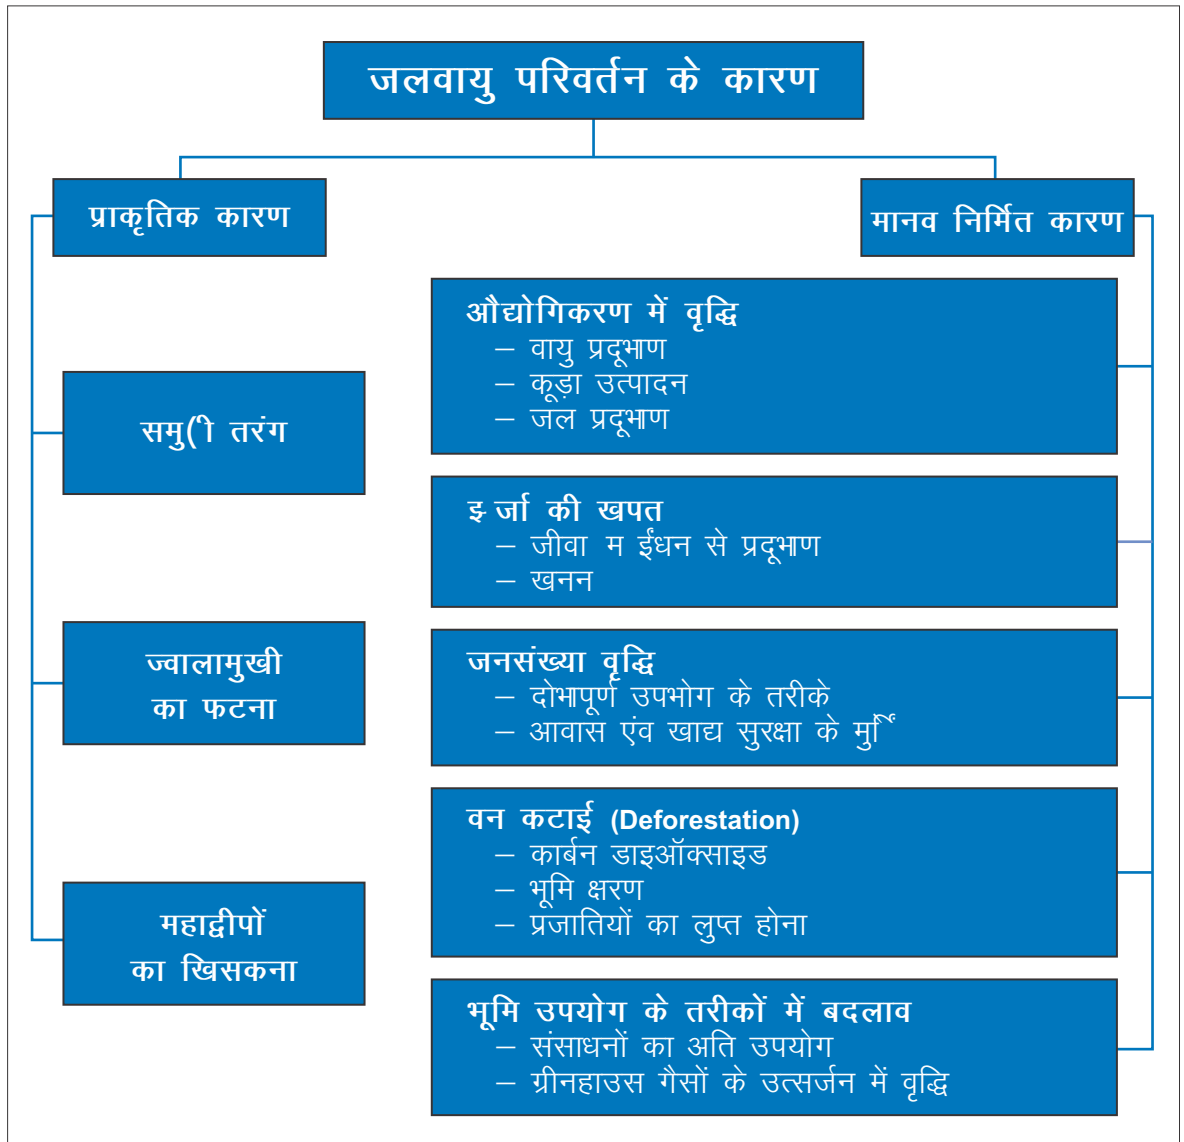 जलवायु परिवर्तन के कारण
प्राकृतिक कारण
मानव निर्मित कारण
समु(ी तरंग
ज्वालामुखी
का फटना
महाद्वीपों
का खिसकना
औद्योगिकरण में वृद्धि
– वायु प्रदूभाण
– कूड़ा उत्पादन
– जल प्रदूभाण
जर्ा की खपत
– जीवा म ईंधन से प्रदूभाण
– खनन
जनसंख्या वृद्धि
– दोभापूर्ण उपभोग के तरीके
– आवास एंव खाद्य सुरक्षा के
वन कटाई (Deforestation)
– कार्बन डाइऑक्साइड
– भूमि क्षरण
– प्रजातियों का लुप्त होना
भूमि उपयोग के तरीकों में बदलाव
– संसाधनों का अति उपयोग
– ग्रीनहाउस गैसों के उत्सर्जन में वृद्धि